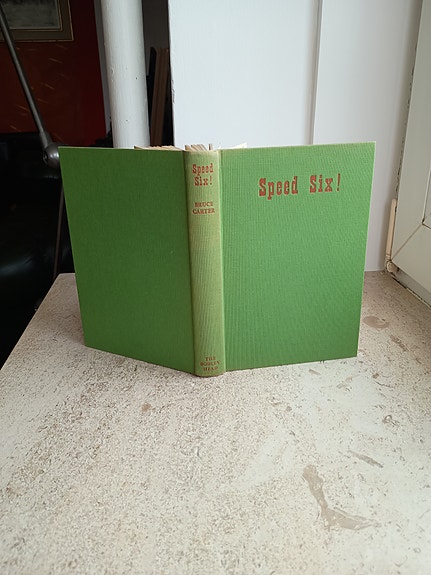 Speed
Six!
BRUCE
CARTER
THE
BODLEY
HEAD
Speed Six!